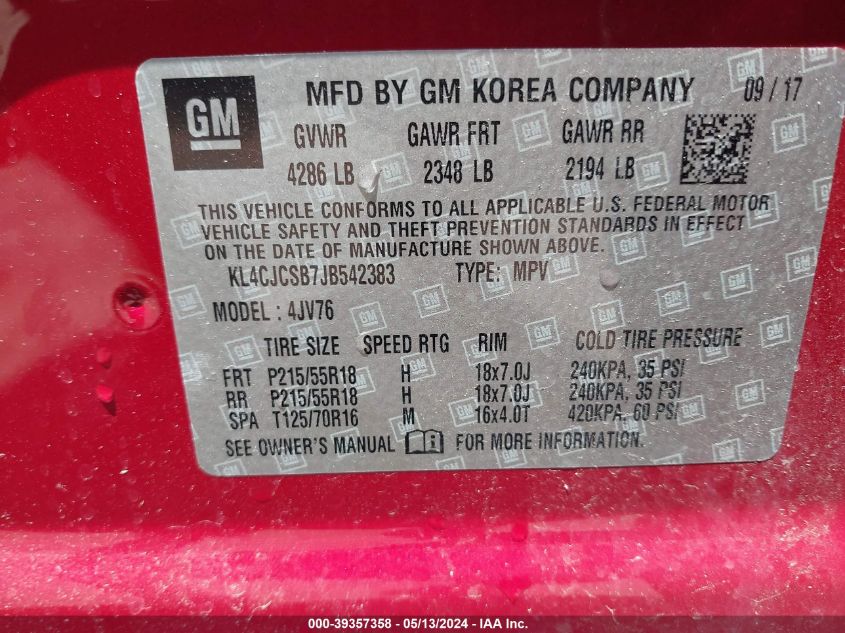 GM
MFD BY GM KOREA COMPANY 09 / 17
GVWR GAWR FRT GAWR RR
4286 LB 2348 LB 2194 LB
THIS VEHICLE CONFORMS TO ALL APPLICABLE U.S. FEDERAL MOTOR
VEHICLE SAFETY AND THEFT PREVENTION STANDARDS IN EFFECT
ON THE DATE OF MANUFACTURE SHOWN ABOVE.
KL4CJCSB7JB542383 TYPE: MPV
MODEL : 4JV76
TIRE SIZE SPEED RTG RIM COLD TIRE PRESSURE
FRT P215/55R18 H 18x7.0J 240KPA, 35 PSI
RR P215/55R18 H 18x7.0J 240KPA, 35 PSI
SPA T125/70R16 M 16x4.0T 420KPA, 60 PSI
SEE OWNER'S MANUAL FOR MORE INFORMATION.
000-39357358 - 05/13/2024 - IAA Inc.